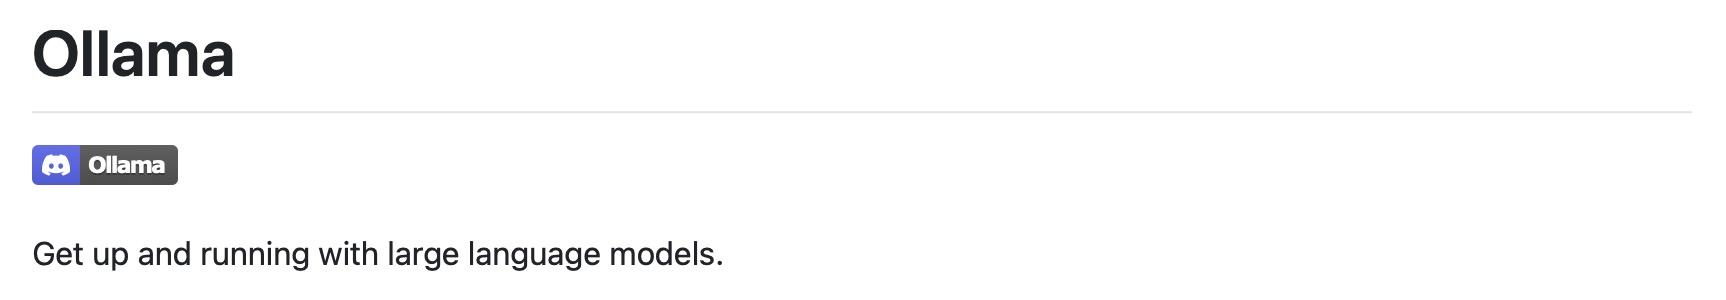 Ollama
Ollama
Get up and running with large language models.